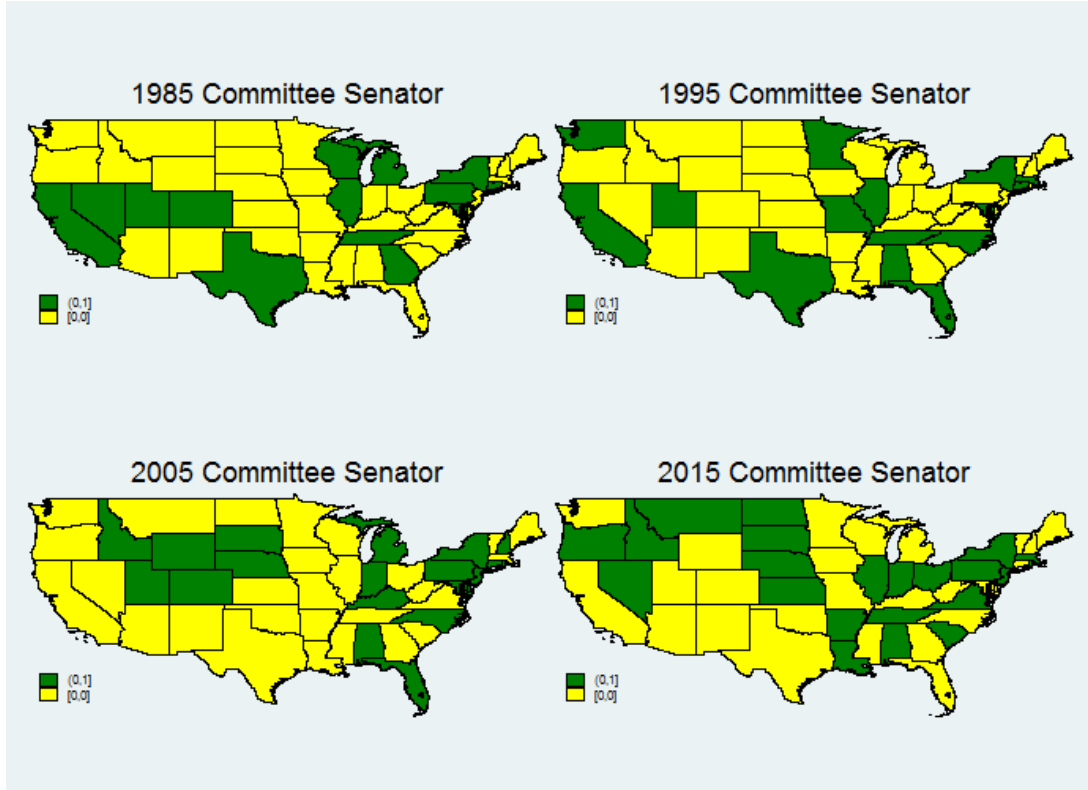 1985 Committee Senator
(0,1]
[0,0]
1995 Committee Senator
(0,1]
[0,0]
2005 Committee Senator
(0,1]
[0,0]
2015 Committee Senator
(0,1]
[0,0]